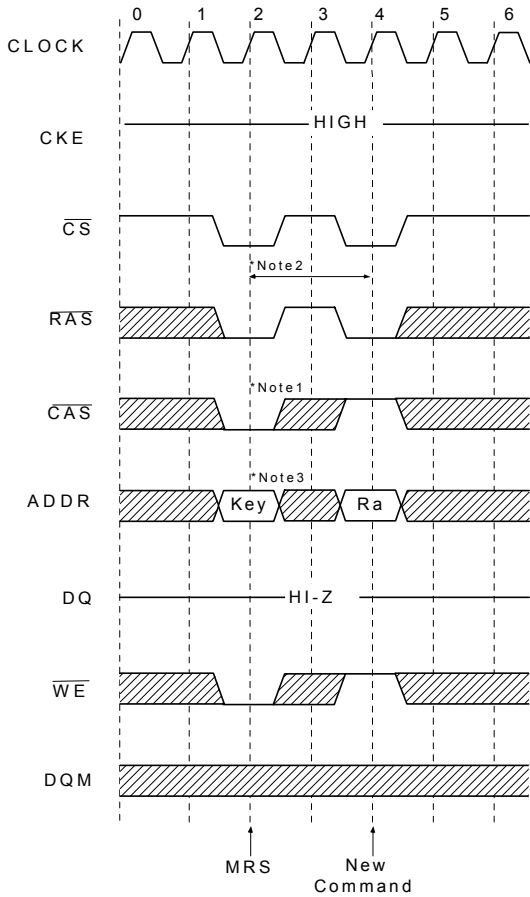 0 1 2 3 4 5 6
CLOCK
HIGH
CKE
CS
*Note2
RAS
*Note1
CAS
*Note3
ADDR Key Ra
DQ HI-Z
WE
DQM
MRS New
Command